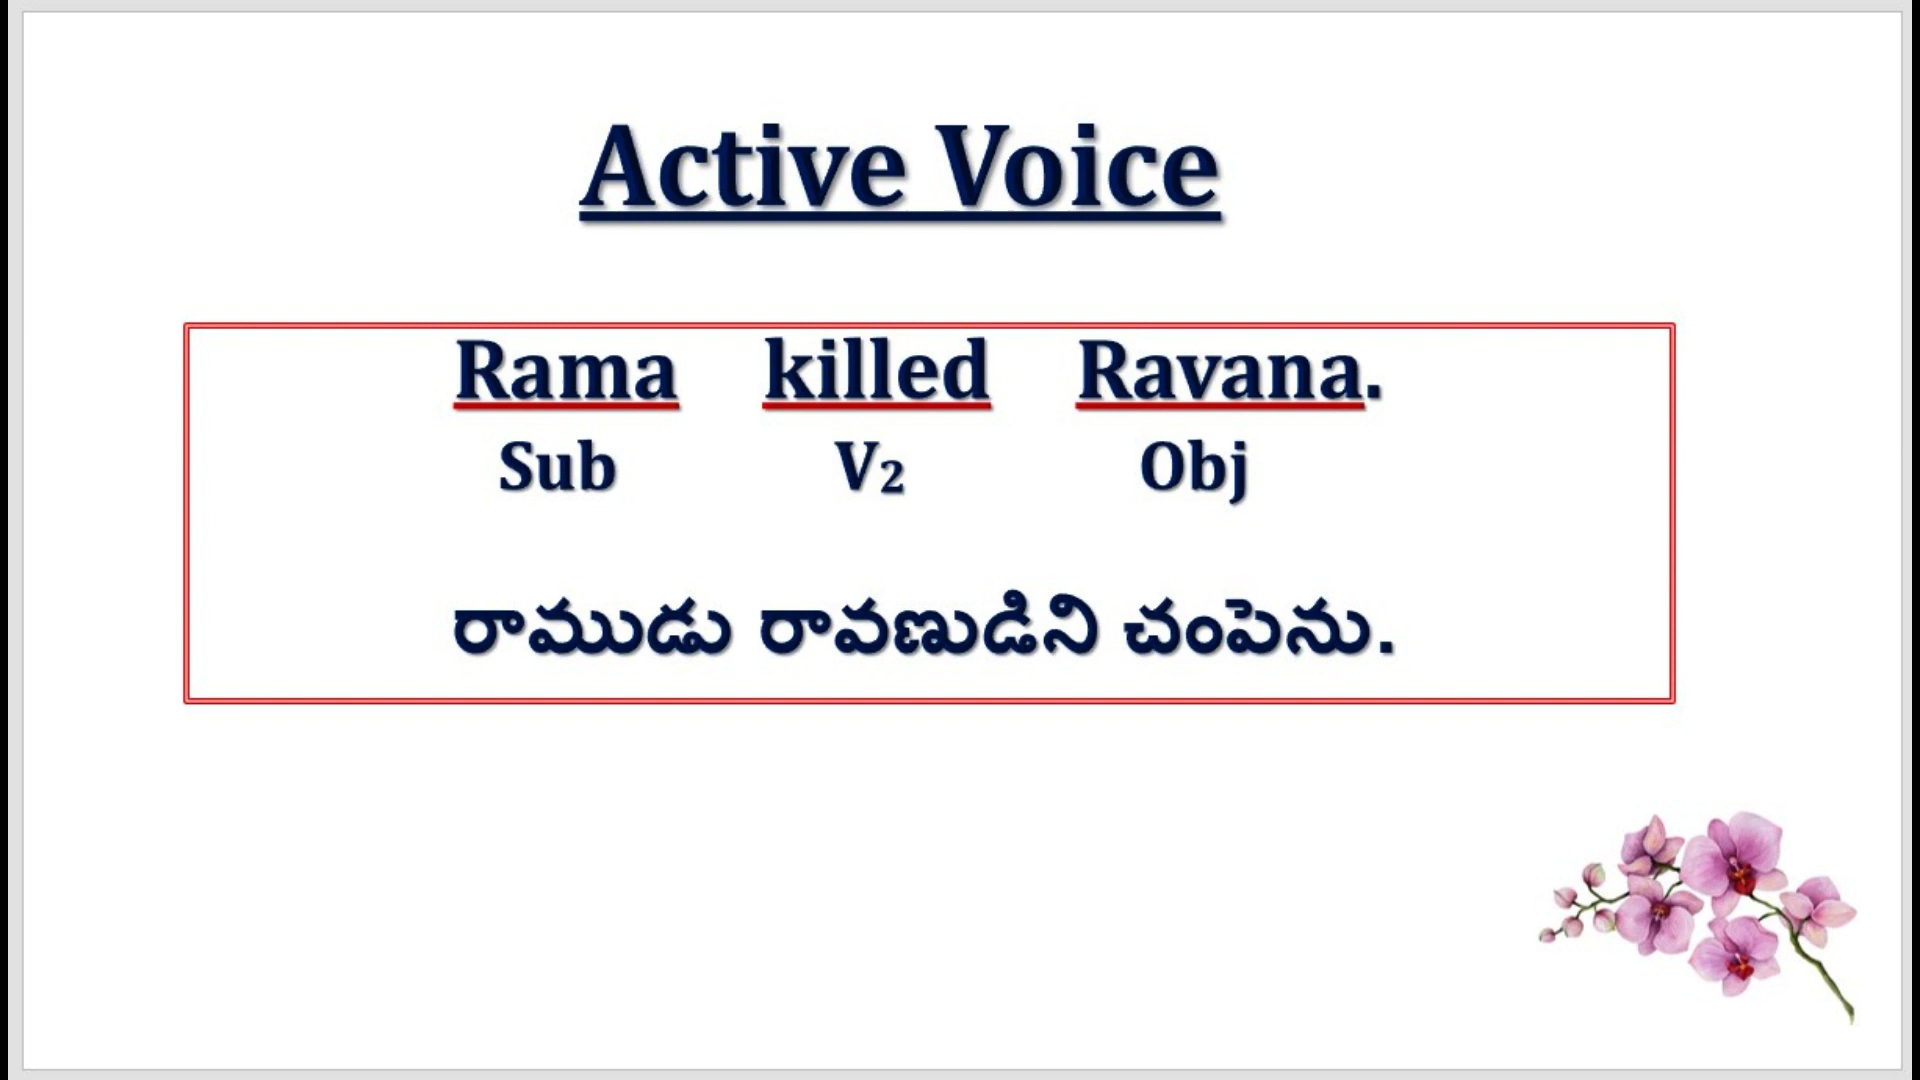 Active Voice
Rama killed Ravana.
Sub V2 Obj
రాముడు రావణుడిని చంపెను.